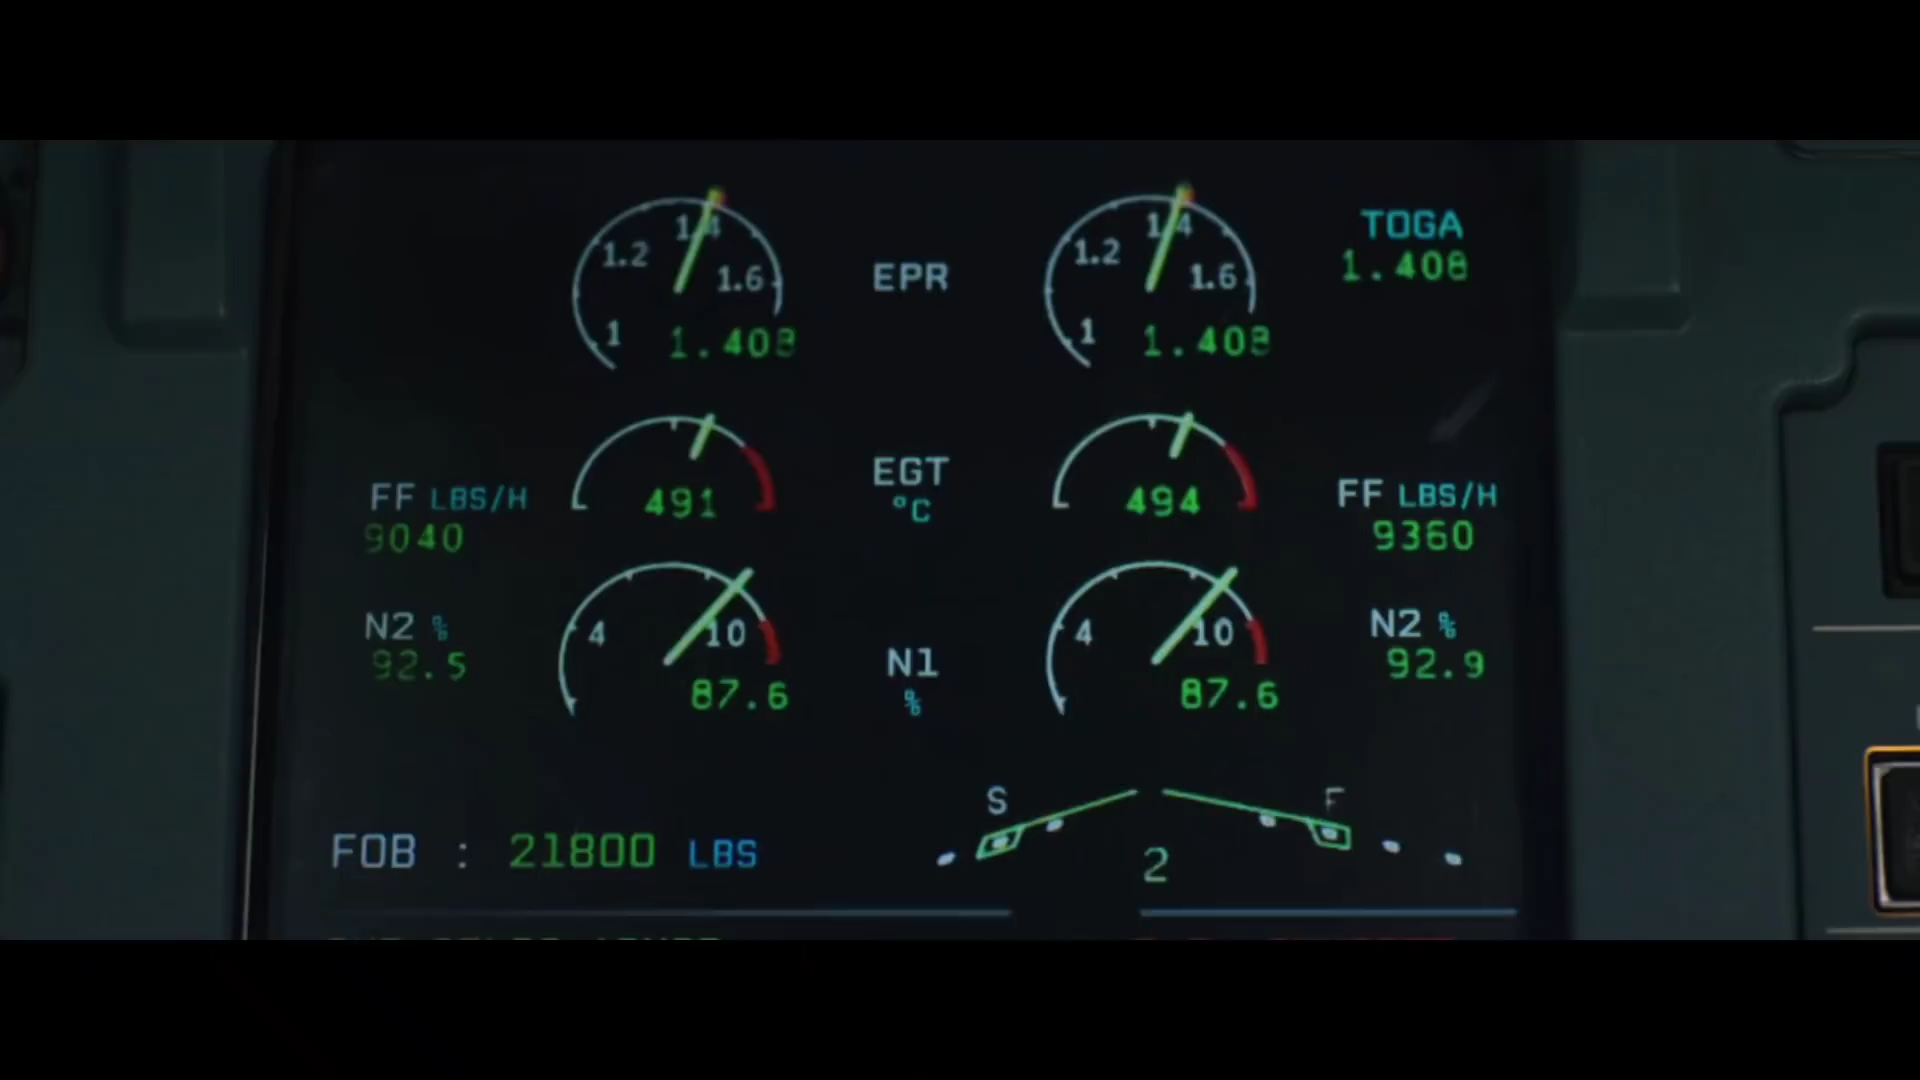 1.2 1.4 1.6 1
1.408
EPR
1.2 1.4 1.6 1
1.408
TOGA
1.408
FF LBS/H
9040
491
EGT
°C
494
FF LBS/H
9360
N2 %
92.5
4 10
87.6
N1
%
4 10
87.6
N2 %
92.9
S F
2
FOB : 21800 LBS